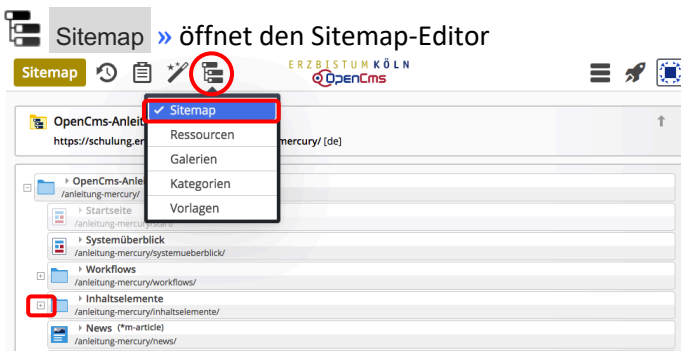 Sitemap » öffnet den Sitemap-Editor
Sitemap
ERZBISTUM KÖLN
OpenCms
Sitemap
Ressourcen
Galerien
Kategorien
Vorlagen
OpenCms-Anleit
https://schulung.er mercury/ [de]
OpenCms-Anlei
/anleitung-mercury/
Startseite
/anleitung-mercury/start/
Systemüberblick
/anleitung-mercury/systemueberblick/
Workflows
/anleitung-mercury/workflows/
Inhaltselemente
/anleitung-mercury/inhaltselemente/
News (*m-article)
/anleitung-mercury/news/